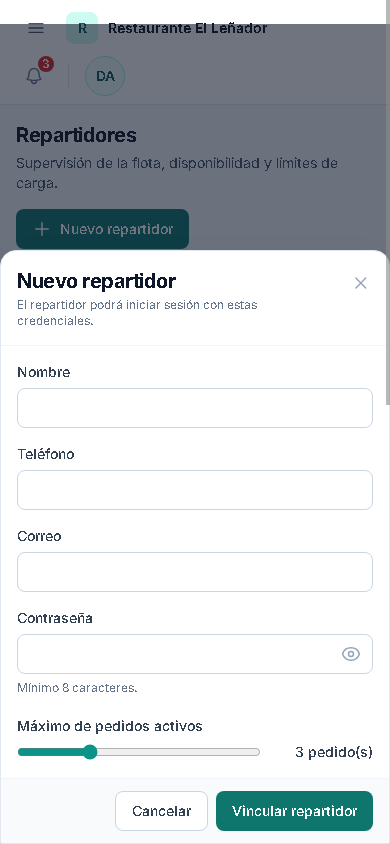 R Restaurante El Leñador
3
DA
Repartidores
Supervisión de la flota, disponibilidad y límites de
carga.
Nuevo repartidor
Nuevo repartidor
El repartidor podrá iniciar sesión con estas
credenciales.
Nombre
Teléfono
Correo
Contraseña
Mínimo 8 caracteres.
Máximo de pedidos activos
3 pedido(s)
Cancelar
Vincular repartidor